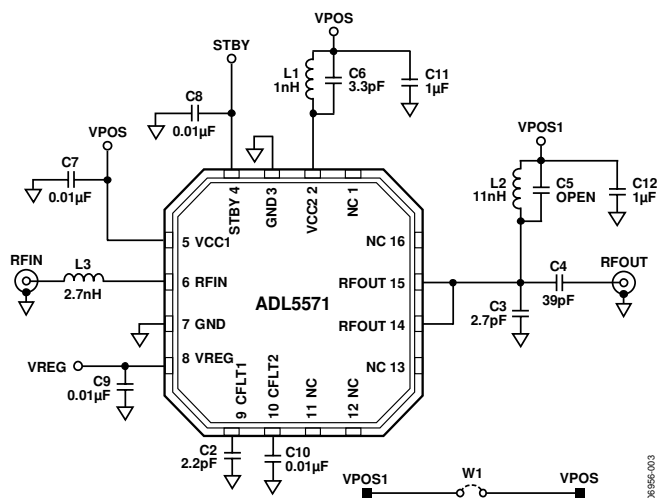 VPOS
STBY
L1
1nH
C6
3.3pF
C11
1µF
C8
0.01µF
VPOS
C7
0.01µF
VPOS1
L2
11nH
C5
OPEN
C12
1µF
STBY 4
GND 3
VCC2 2
NC 1
5 VCC1
NC 16
RFIN
L3
2.7nH
6 RFIN
RFOUT 15
C4
39pF
RFOUT
ADL5571
7 GND
RFOUT 14
C3
2.7pF
VREG
8 VREG
NC 13
C9
0.01µF
9 CFLT1
10 CFLT2
11 NC
12 NC
C2
2.2pF
C10
0.01µF
VPOS1
W1
VPOS
06956-003